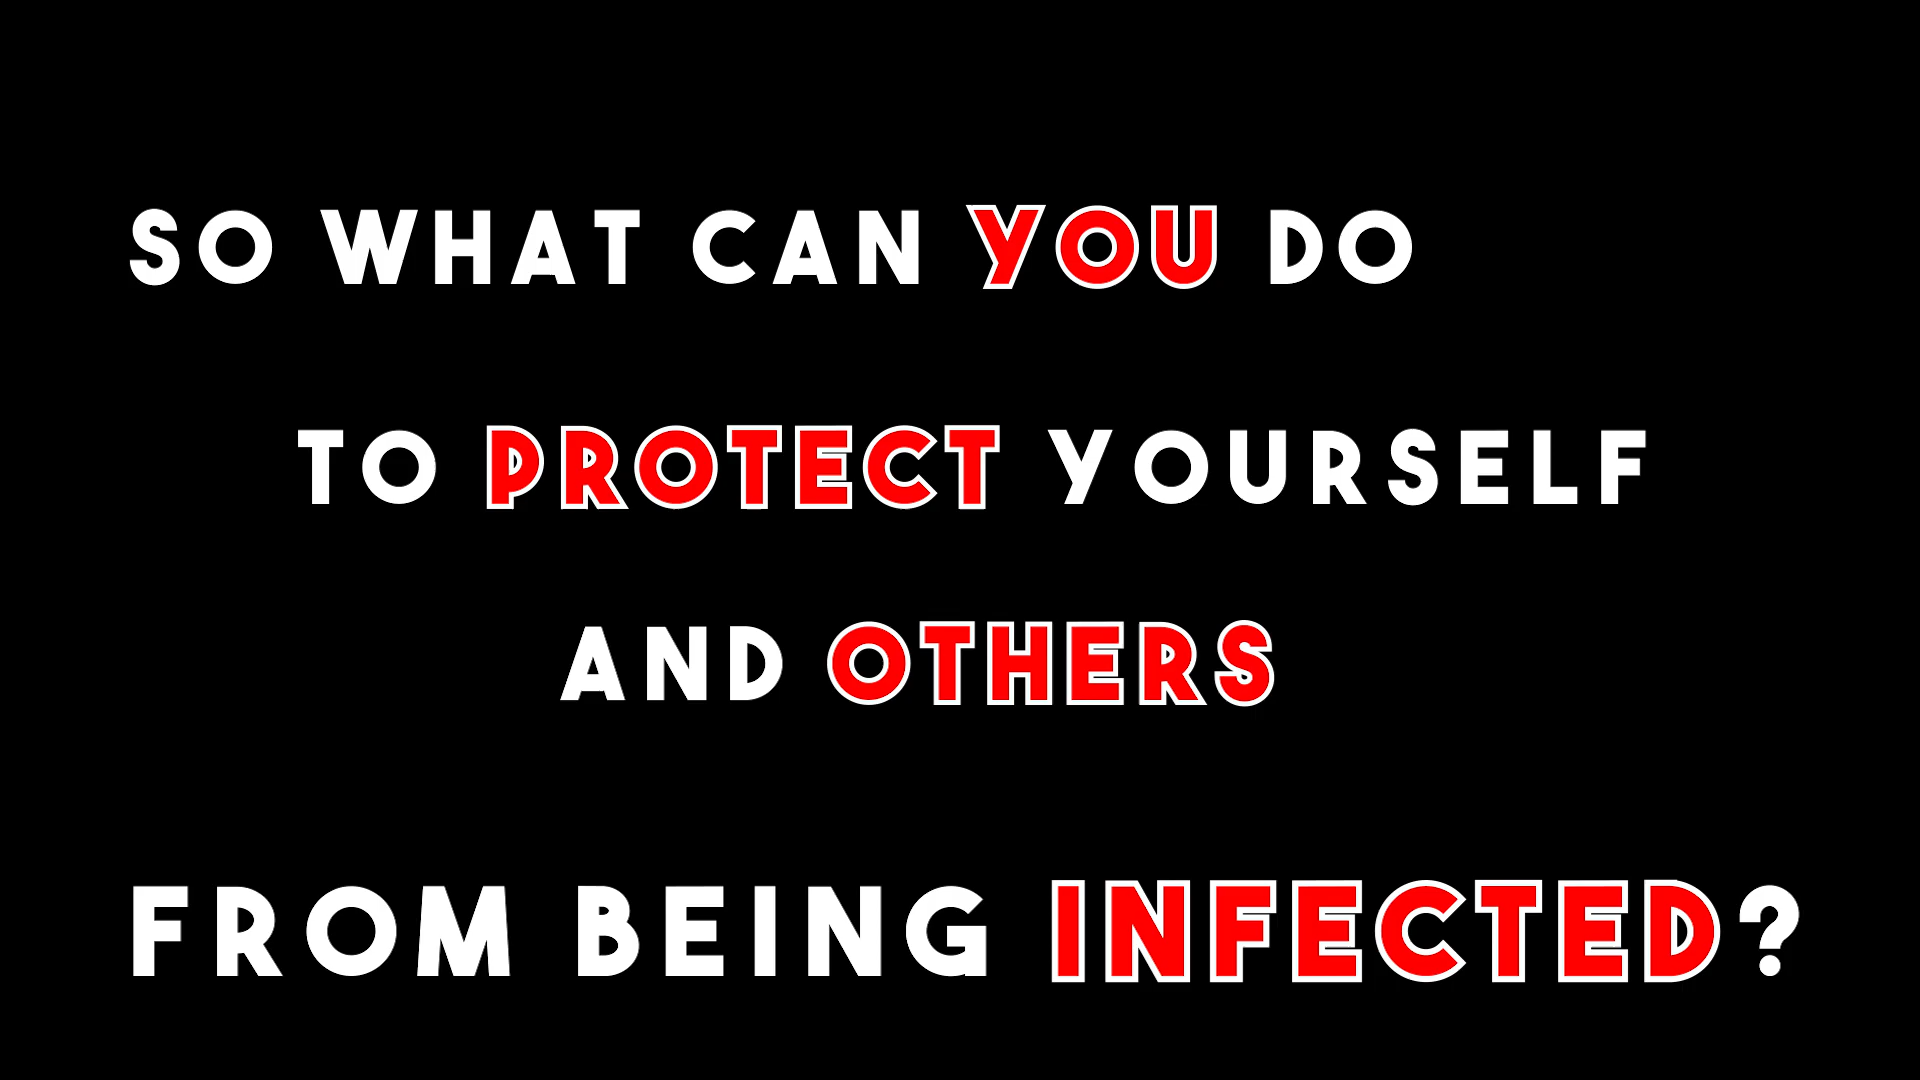 SO WHAT CAN YOU DO
TO PROTECT YOURSELF
AND OTHERS
FROM BEING INFECTED?